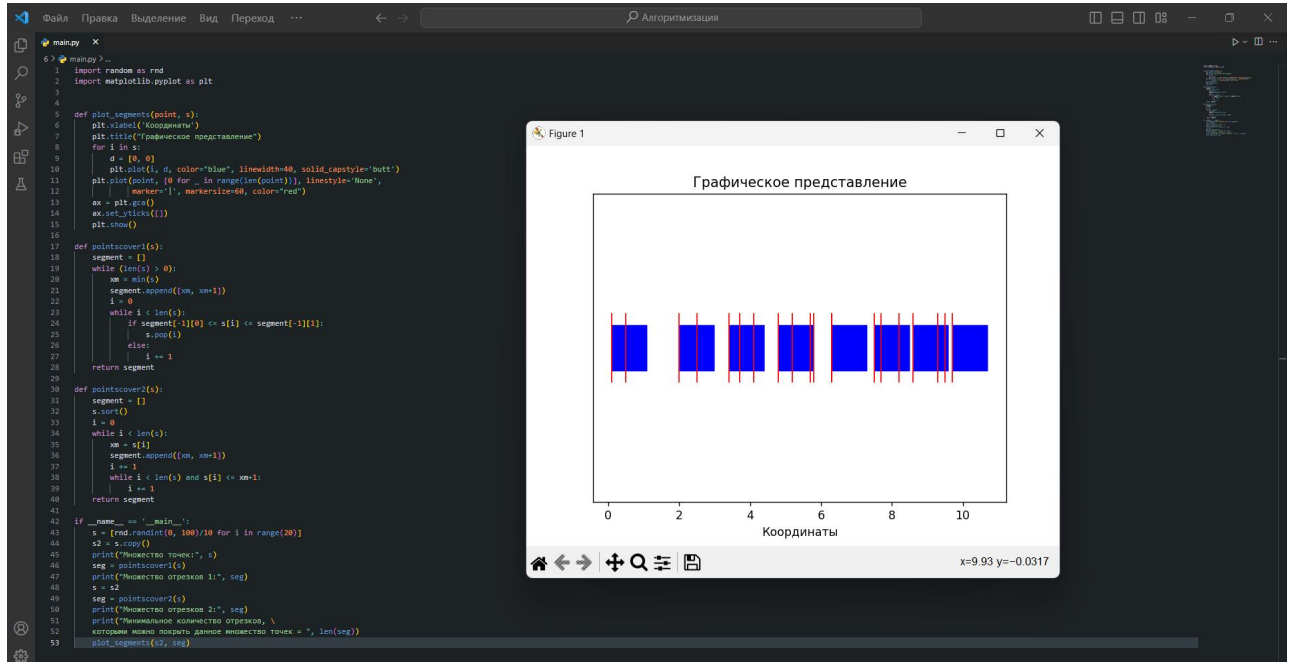 Файл Правка Выделение Вид Переход ··· Алгоритмизация
main.py
6 > main.py > ...
1 import random as rnd
2 import matplotlib.pyplot as plt
3
4
5 def plot_segments(point, s):
6 plt.xlabel('Координаты')
7 plt.title("Графическое представление")
8 for i in s:
9 d = [0, 0]
10 plt.plot(i, d, color="blue", linewidth=40, solid_capstyle='butt')
11 plt.plot(point, [0 for _ in range(len(point))], linestyle='None',
12 marker='|', markersize=60, color="red")
13 ax = plt.gca()
14 ax.set_yticks([])
15 plt.show()
16
17 def pointscover1(s):
18 segment = []
19 while (len(s) > 0):
20 xm = min(s)
21 segment.append([xm, xm+1])
22 i = 0
23 while i < len(s):
24 if segment[-1][0] <= s[i] <= segment[-1][1]:
25 s.pop(i)
26 else:
27 i += 1
28 return segment
29
30 def pointscover2(s):
31 segment = []
32 s.sort()
33 i = 0
34 while i < len(s):
35 xm = s[i]
36 segment.append([xm, xm+1])
37 i += 1
38 while i < len(s) and s[i] <= xm+1:
39 i += 1
40 return segment
41
42 if __name__ == '__main__':
43 s = [rnd.randint(0, 100)/10 for i in range(20)]
44 s2 = s.copy()
45 print("Множество точек:", s)
46 seg = pointscover1(s)
47 print("Множество отрезков 1:", seg)
48 s = s2
49 seg = pointscover2(s)
50 print("Множество отрезков 2:", seg)
51 print("Минимальное количество отрезков, \
52 которыми можно покрыть данное множество точек = ", len(seg))
53 plot_segments(s2, seg)
Figure 1
Графическое представление
0 2 4 6 8 10
Координаты
x=9.93 y=−0.0317